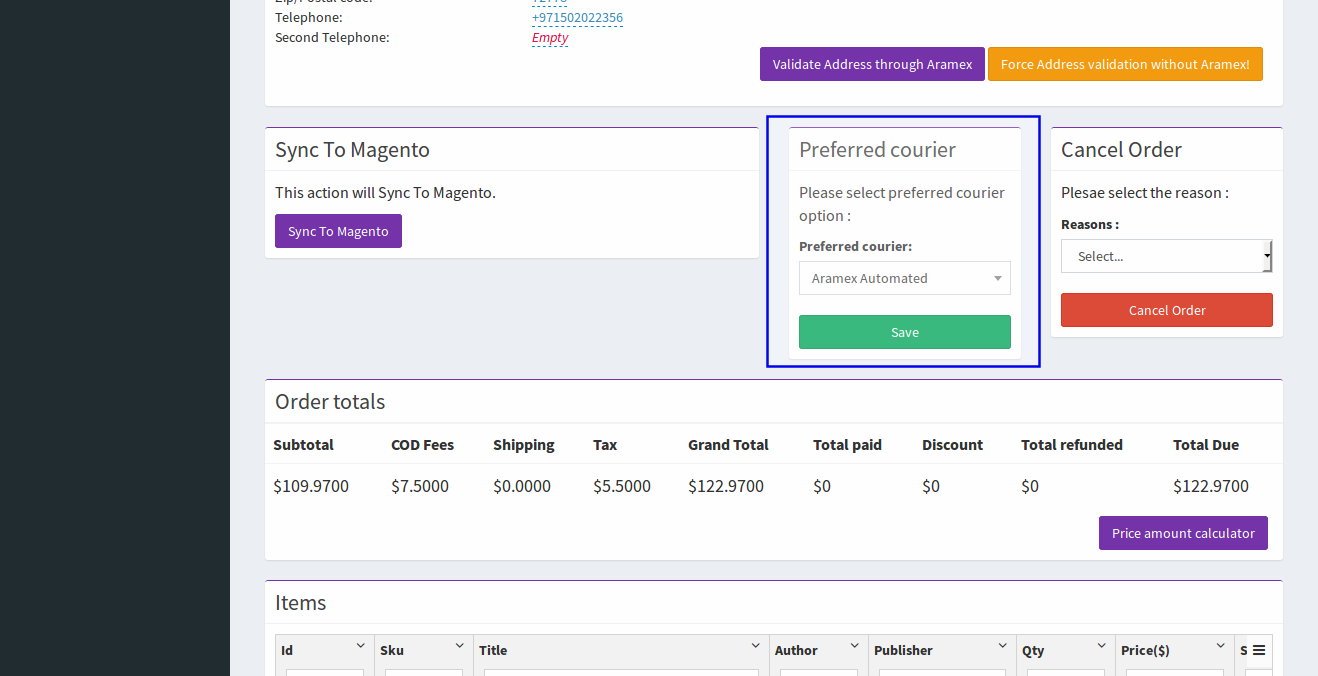 Telephone:
+971502022356
Second Telephone:
Empty
Validate Address through Aramex
Force Address validation without Aramex!
Sync To Magento
This action will Sync To Magento.
Sync To Magento
Preferred courier
Please select preferred courier
option :
Preferred courier:
Aramex Automated
Save
Cancel Order
Plesae select the reason :
Reasons :
Select...
Cancel Order
Order totals
Subtotal COD Fees Shipping Tax Grand Total Total paid Discount Total refunded Total Due
$109.9700 $7.5000 $0.0000 $5.5000 $122.9700 $0 $0 $0 $122.9700
Price amount calculator
Items
Id Sku Title Author Publisher Qty Price($) S